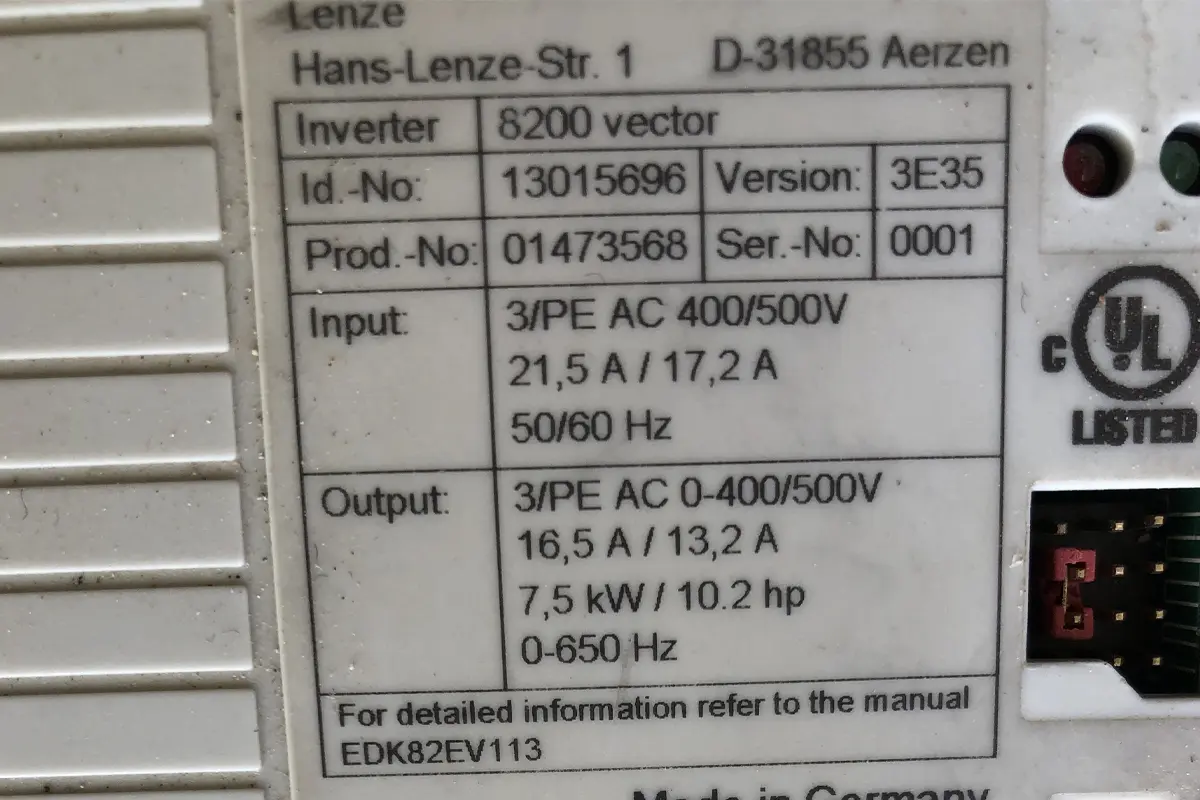 Lenze
Hans-Lenze-Str. 1 D-31855 Aerzen
Inverter 8200 vector
Id.-No: 13015696 Version: 3E35
Prod.-No: 01473568 Ser.-No: 0001
Input: 3/PE AC 400/500V
21,5 A / 17,2 A
50/60 Hz
Output: 3/PE AC 0-400/500V
16,5 A / 13,2 A
7,5 kW / 10.2 hp
0-650 Hz
For detailed information refer to the manual
EDK82EV113
Made in Germany
C UL
LISTED